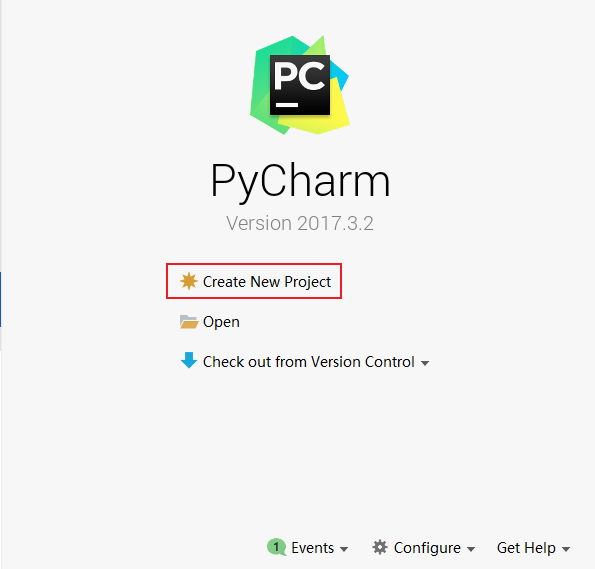 PC
PyCharm
Version 2017.3.2
Create New Project
Open
Check out from Version Control
1 Events Configure Get Help